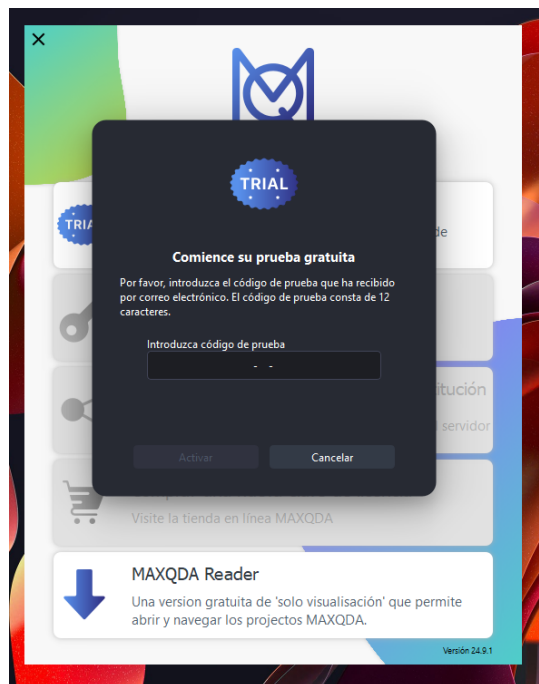 TRIAL
TRIA
de
Comience su prueba gratuita
Por favor, introduzca el código de prueba que ha recibido
por correo electrónico. El código de prueba consta de 12
caracteres.
Introduzca código de prueba
- -
itución
servidor
Activar
Cancelar
Visite la tienda en línea MAXQDA
MAXQDA Reader
Una version gratuita de 'solo visualisación' que permite
abrir y navegar los projectos MAXQDA.
Versión 24.9.1